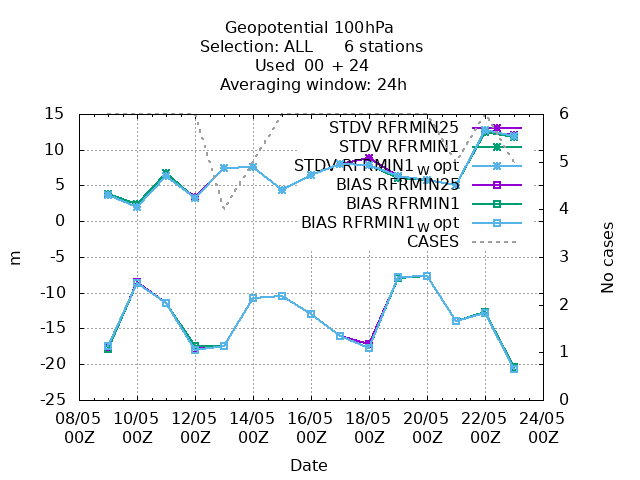 Geopotential 100hPa
Selection: ALL 6 stations
Used 00 + 24
Averaging window: 24h
15
10
5
0
-5
-10
-15
-20
-25
m
6
5
4
3
2
1
0
No cases
STDV RFRMIN25
STDV RFRMIN1
STDV RFRMIN1_w opt
BIAS RFRMIN25
BIAS RFRMIN1
BIAS RFRMIN1_w opt
CASES
08/05 10/05 12/05 14/05 16/05 18/05 20/05 22/05 24/05
00Z 00Z 00Z 00Z 00Z 00Z 00Z 00Z 00Z
Date